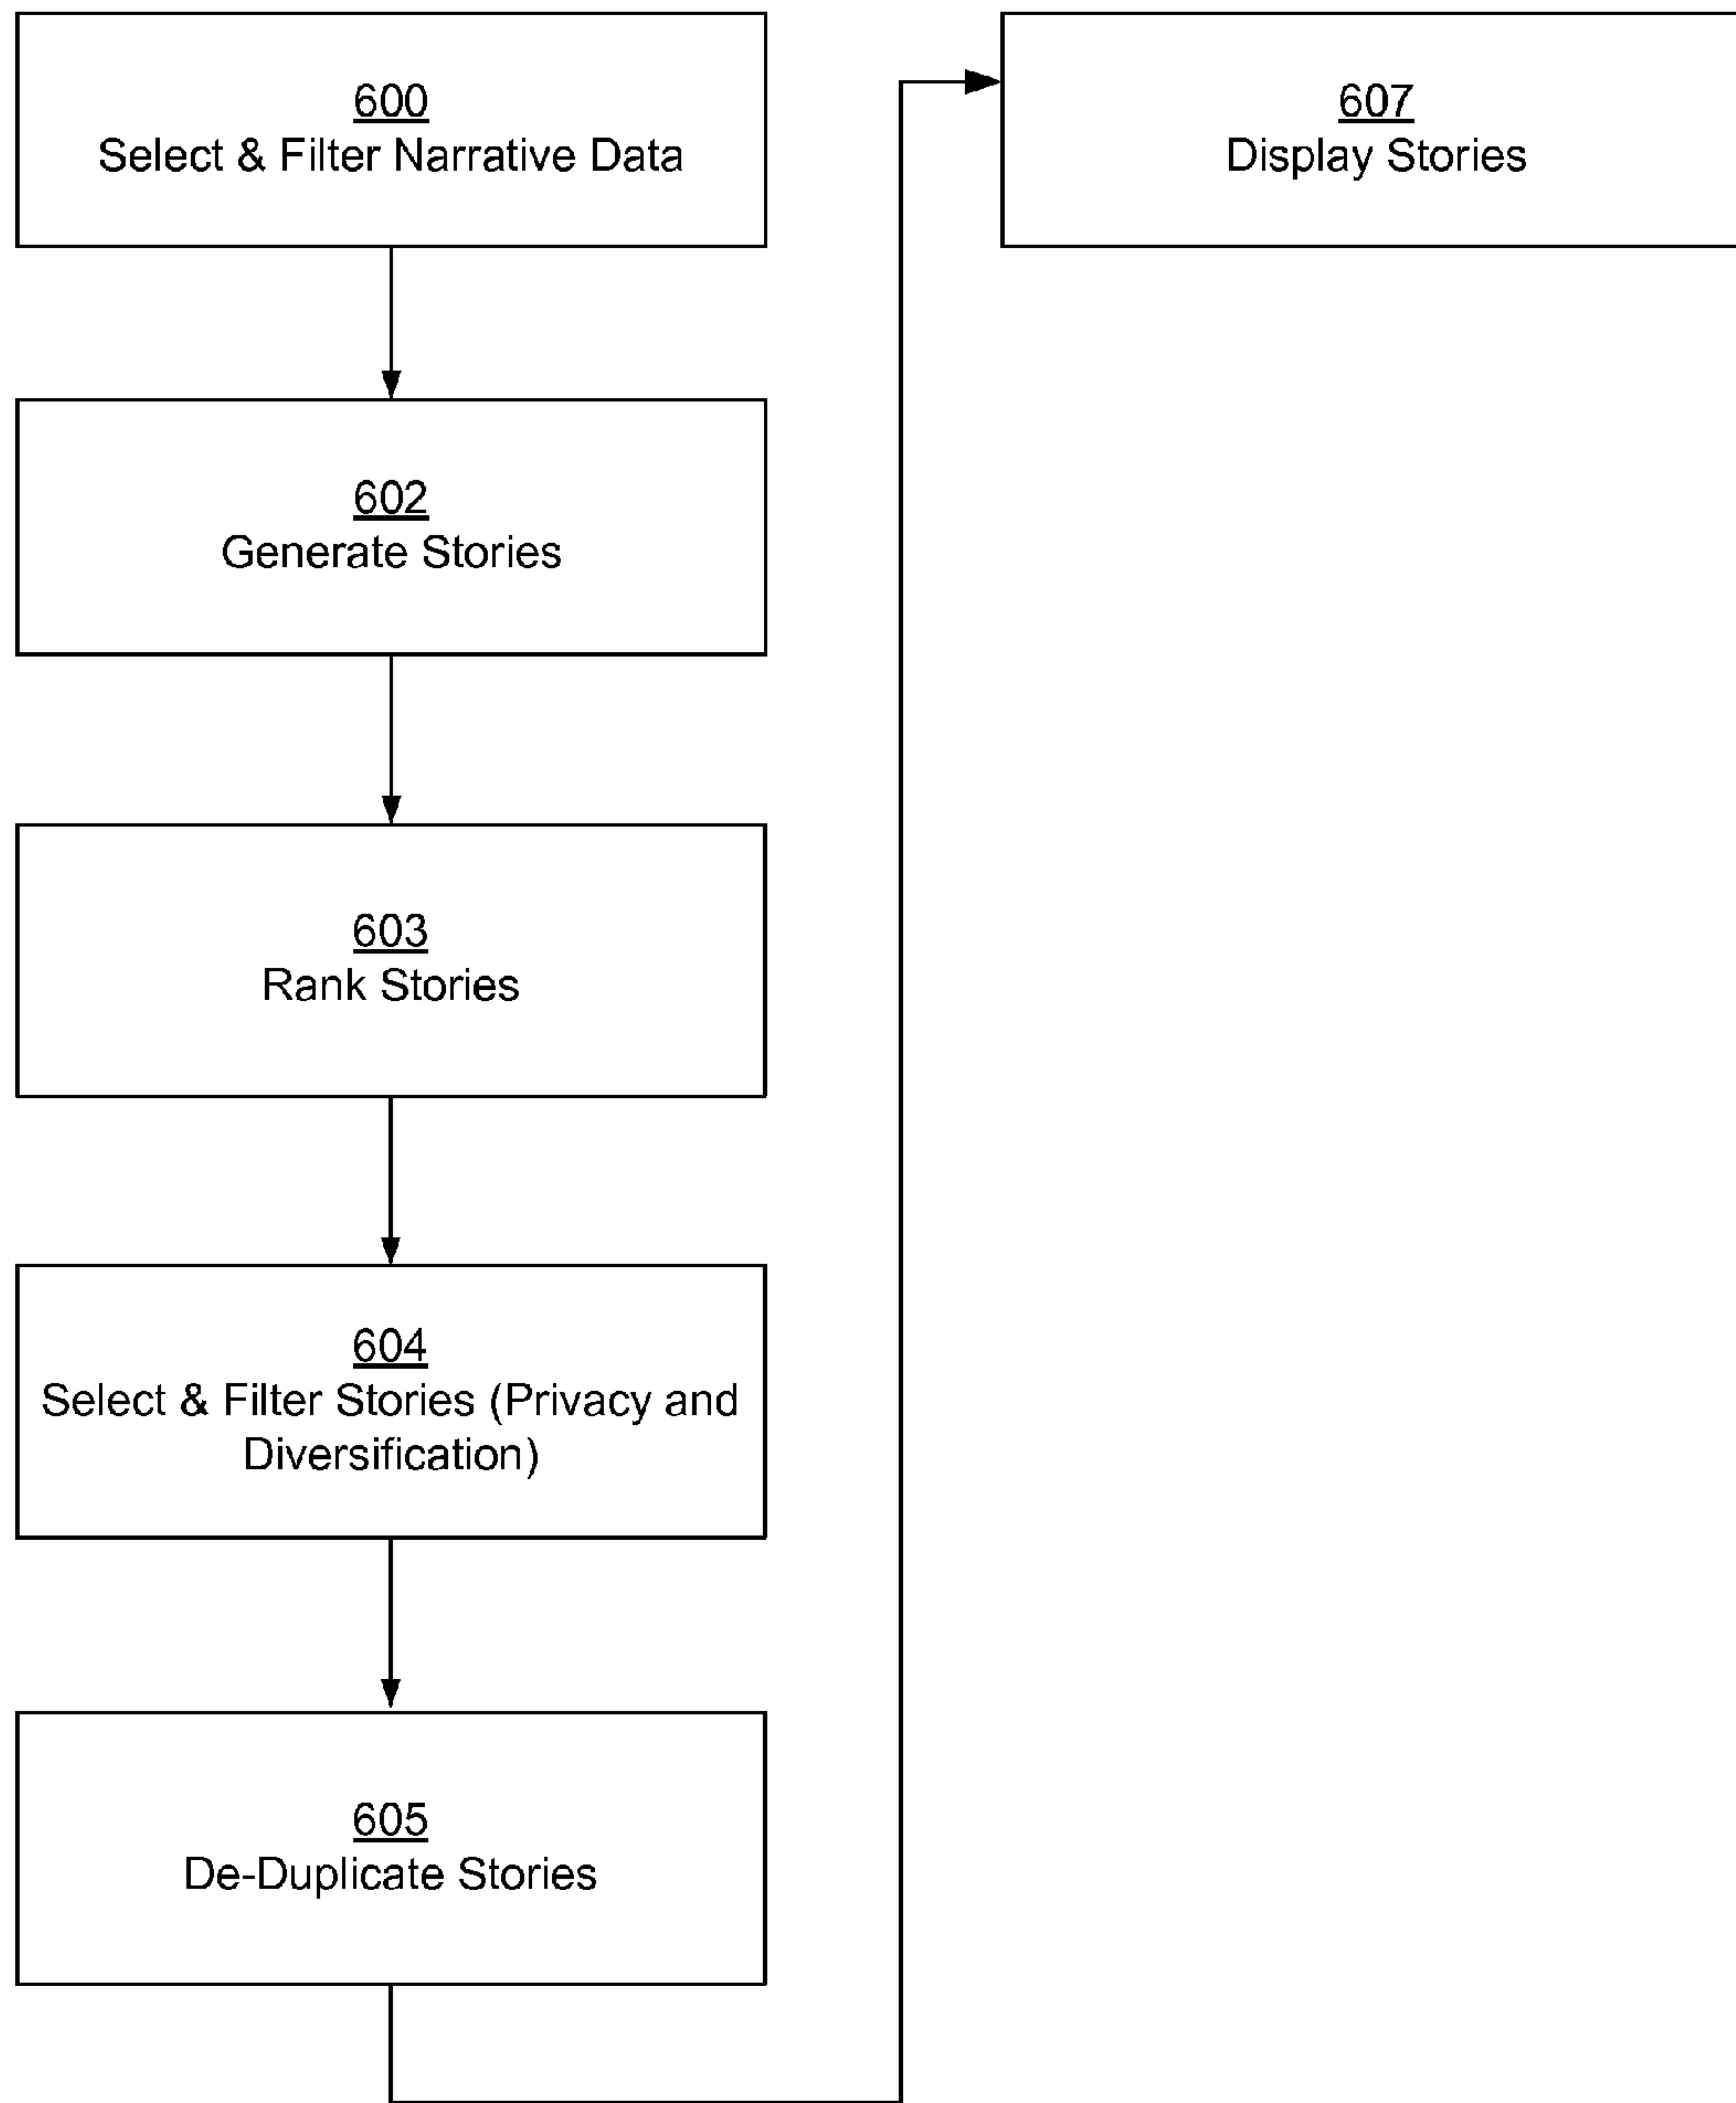 600
Select & Filter Narrative Data
602
Generate Stories
603
Rank Stories
604
Select & Filter Stories (Privacy and
Diversification)
605
De-Duplicate Stories
607
Display Stories